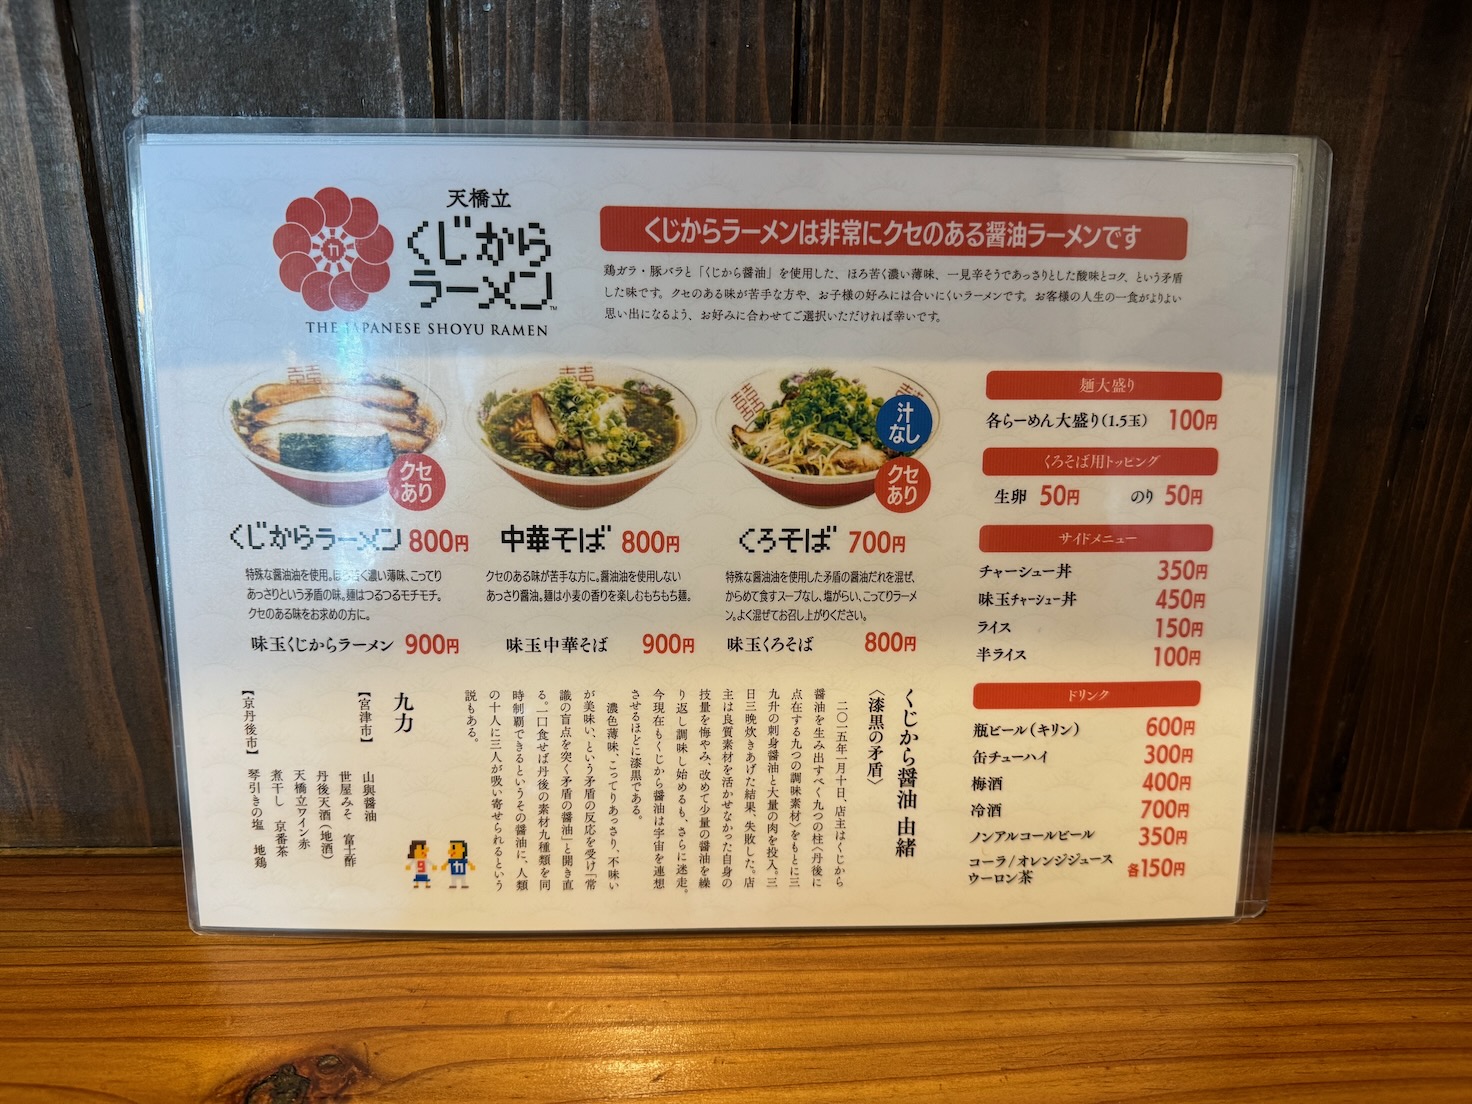 天橋立
くじから
ラーメン
THE JAPANESE SHOYU RAMEN
くじからラーメンは非常にクセのある醤油ラーメンです
鶏ガラ・豚バラと「くじから醤油」を使用した、ほろ苦く濃い薄味、一見辛そうであっさりとした酸味とコク、という矛盾
した味です。クセのある味が苦手な方や、お子様の好みには合いにくいラーメンです。お客様の人生の一食がよりよい
思い出になるよう、お好みに合わせてご選択いただければ幸いです。
クセ
あり
くじからラーメン 800円
特殊な醤油油を使用。ほろ苦く濃い薄味、こってり
あっさりという矛盾の味。麺はつるつるモチモチ。
クセのある味をお求めの方に。
味玉くじからラーメン 900円
中華そば 800円
クセのある味が苦手な方に。醤油油を使用しない
あっさり醤油。麺は小麦の香りを楽しむもちもち麺。
味玉中華そば 900円
汁
なし
クセ
あり
くろそば 700円
特殊な醤油油を使用した矛盾の醤油だれを混ぜ、
からめて食すスープなし、塩がらい、こってりラーメ
ン。よく混ぜてお召し上がりください。
味玉くろそば 800円
麺大盛り
各らーめん大盛り(1.5玉) 100円
くろそば用トッピング
生卵 50円 のり 50円
サイドメニュー
チャーシュー丼 350円
味玉チャーシュー丼 450円
ライス 150円
半ライス 100円
ドリンク
瓶ビール(キリン) 600円
缶チューハイ 300円
梅酒 400円
冷酒 700円
ノンアルコールビール 350円
コーラ/オレンジジュース
ウーロン茶 各150円
くじから醤油 由緒
〈漆黒の矛盾〉
二〇一五年一月十日、店主はくじから
醤油を生み出すべく九つの柱〈丹後に
点在する九つの調味素材〉をもとに三
九升の刺身醤油と大量の肉を投入。三
日三晩炊きあげた結果、失敗した。店
主は良質素材を活かせなかった自身の
技量を悔やみ、改めて少量の醤油を繰
り返し調味し始めるも、さらに迷走。
今現在もくじから醤油は宇宙を連想
させるほどに漆黒である。
濃色薄味、こってりあっさり、不味い
が美味い、という矛盾の反応を受け「常
識の盲点を突く矛盾の醤油」と開き直
る。一口食せば丹後の素材九種類を同
時制覇できるというその醤油に、人類
の十人に三人が吸い寄せられるという
説もある。
九力
【宮津市】
山與醤油
世屋みそ 富士酢
丹後天酒(地酒)
天橋立ワイン赤
煮干し 京番茶
【京丹後市】
琴引きの塩 地鶏